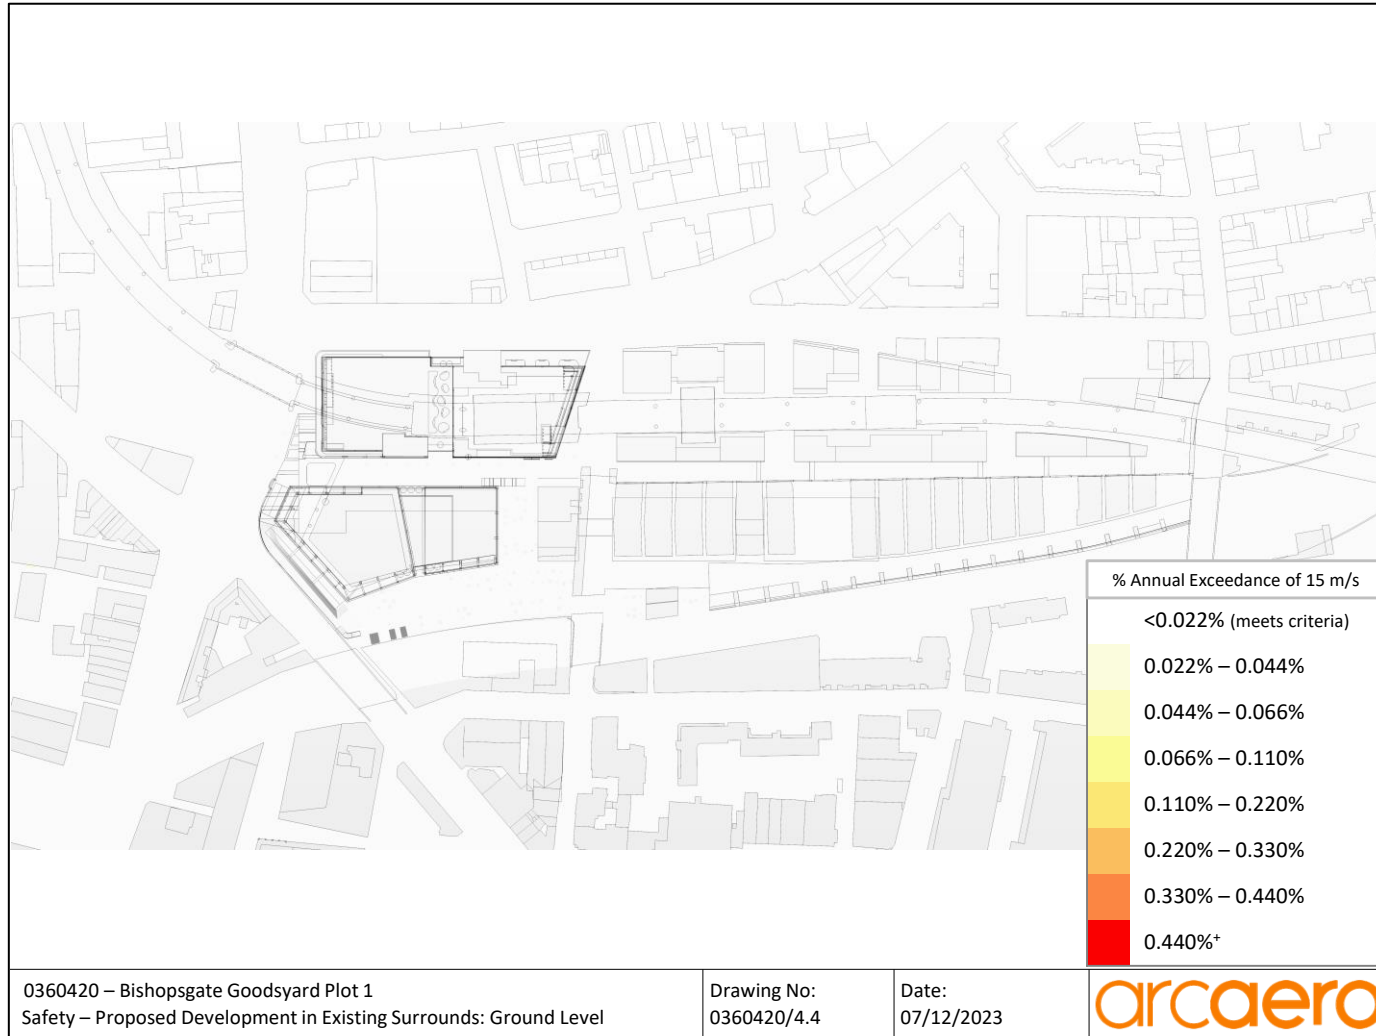 % Annual Exceedance of 15 m/s
<0.022% (meets criteria)
0.022% – 0.044%
0.044% – 0.066%
0.066% – 0.110%
0.110% – 0.220%
0.220% – 0.330%
0.330% – 0.440%
0.440%⁺
0360420 – Bishopsgate Goodsyard Plot 1
Safety – Proposed Development in Existing Surrounds: Ground Level
Drawing No:
0360420/4.4
Date:
07/12/2023
arcaero